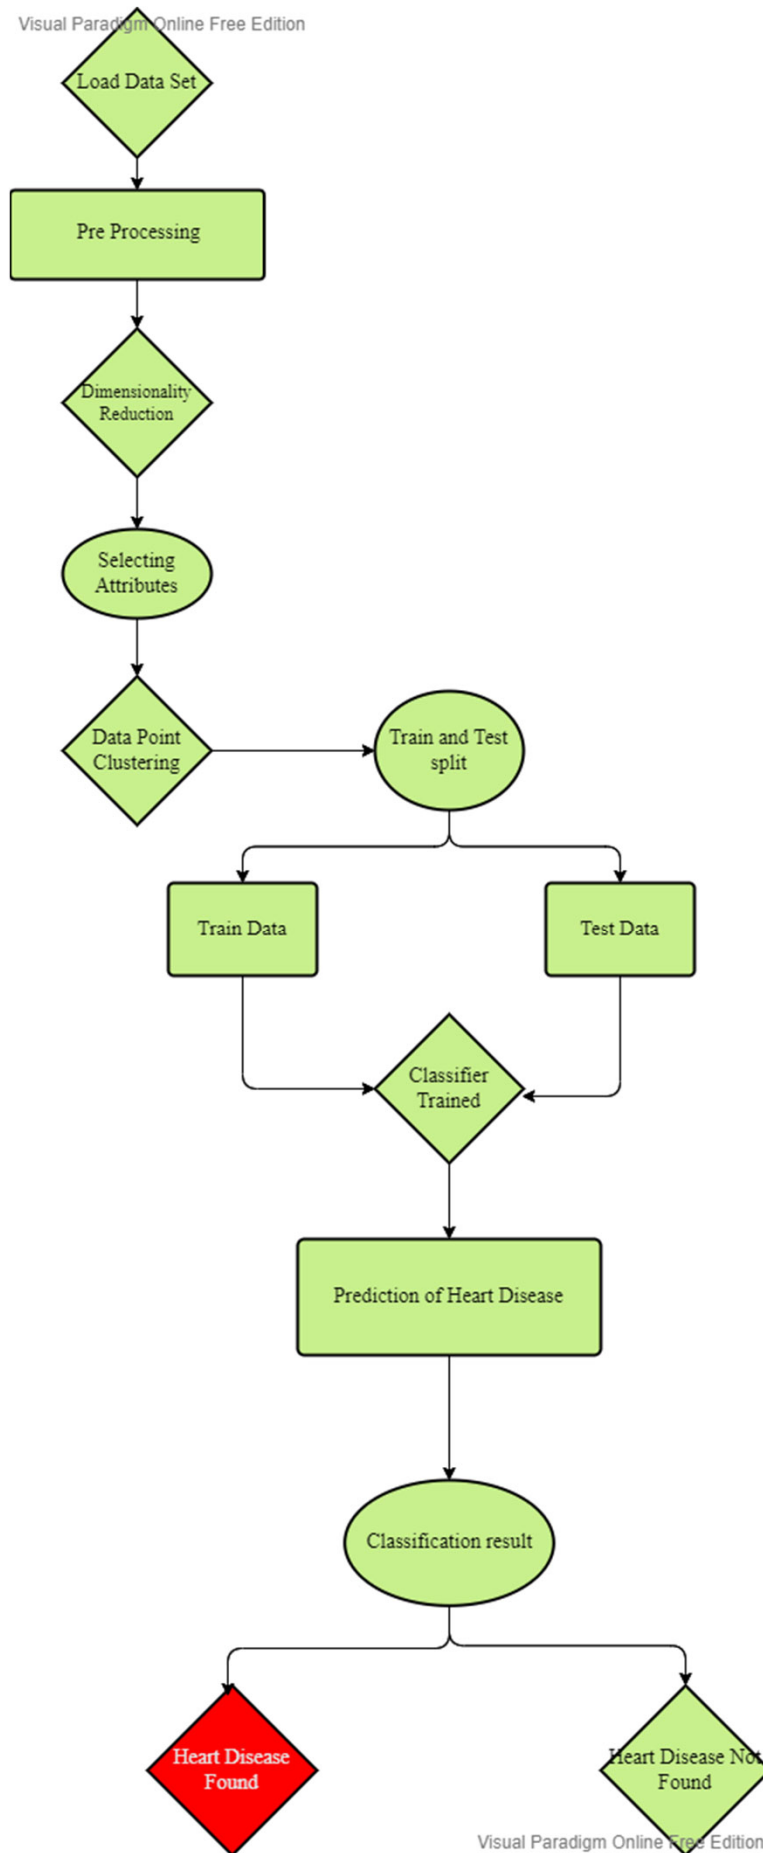 Visual Paradigm Online Free Edition
Load Data Set
Pre Processing
Dimensionality
Reduction
Selecting
Attributes
Data Point
Clustering
Train and Test
split
Train Data
Test Data
Classifier
Trained
Prediction of Heart Disease
Classification result
Heart Disease
Found
Heart Disease Not
Found
Visual Paradigm Online Free Edition